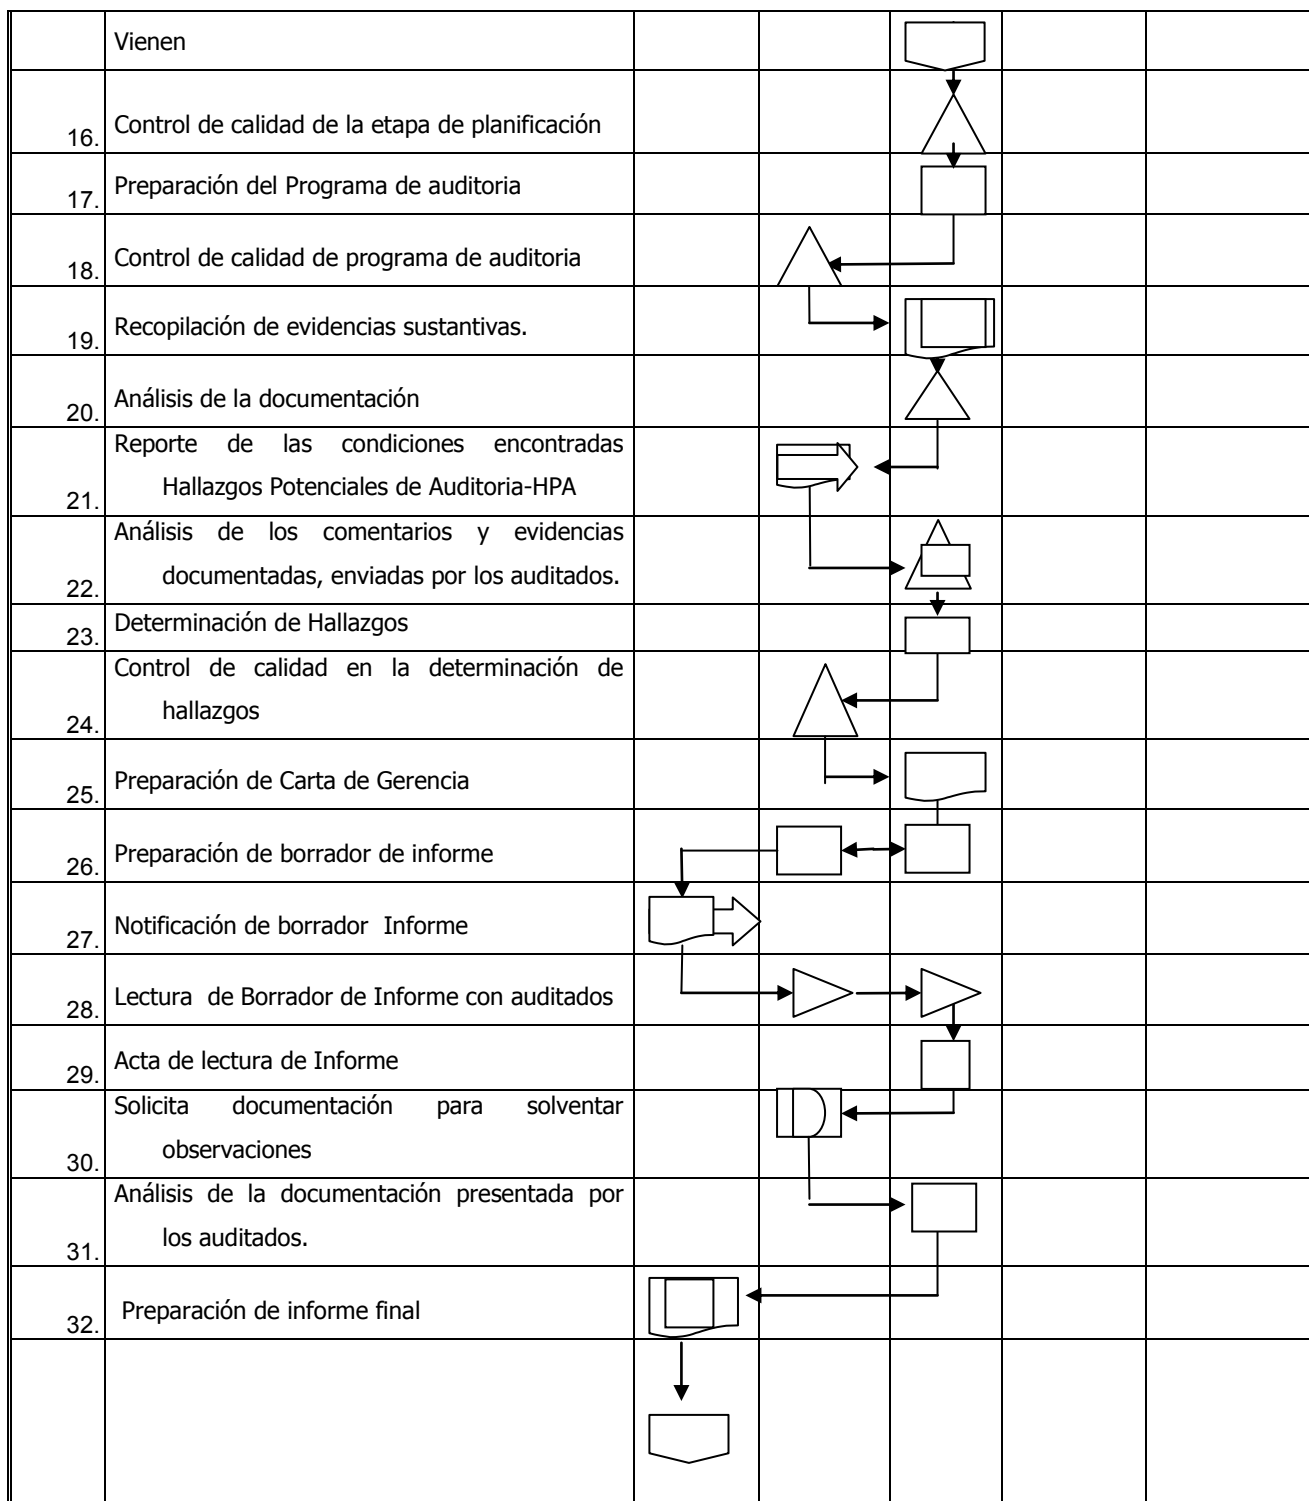 Vienen
16. Control de calidad de la etapa de planificación
17. Preparación del Programa de auditoria
18. Control de calidad de programa de auditoria
19. Recopilación de evidencias sustantivas.
20. Análisis de la documentación
Reporte de las condiciones encontradas
21. Hallazgos Potenciales de Auditoria-HPA
Análisis de los comentarios y evidencias
22. documentadas, enviadas por los auditados.
23. Determinación de Hallazgos
Control de calidad en la determinación de
24. hallazgos
25. Preparación de Carta de Gerencia
26. Preparación de borrador de informe
27. Notificación de borrador Informe
28. Lectura de Borrador de Informe con auditados
29. Acta de lectura de Informe
Solicita documentación para solventar
30. observaciones
Análisis de la documentación presentada por
31. los auditados.
32. Preparación de informe final